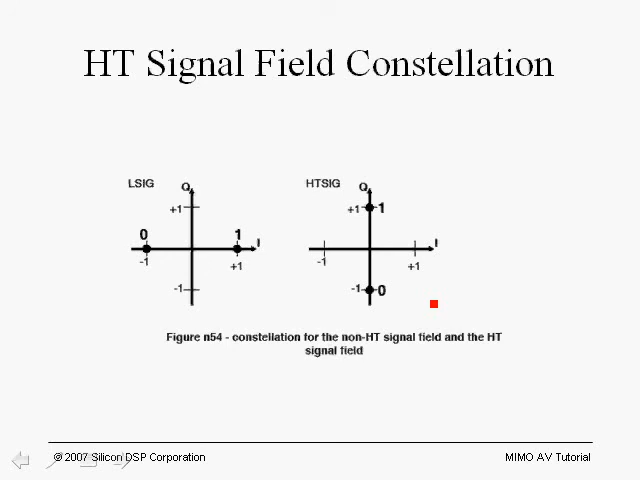 HT Signal Field Constellation
LSIG
Q
+1
0
1
I
-1
+1
-1
HTSIG
Q
+1
1
I
-1
+1
-1
0
Figure n54 - constellation for the non-HT signal field and the HT
signal field
© 2007 Silicon DSP Corporation
MIMO AV Tutorial